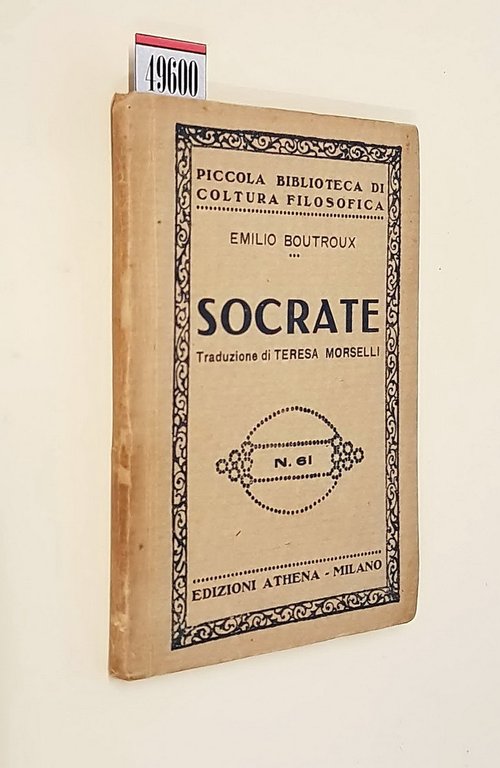 49600
PICCOLA BIBLIOTECA DI
COLTURA FILOSOFICA
EMILIO BOUTROUX
SOCRATE
Traduzione di TERESA MORSELLI
N. 61
EDIZIONI ATHENA - MILANO